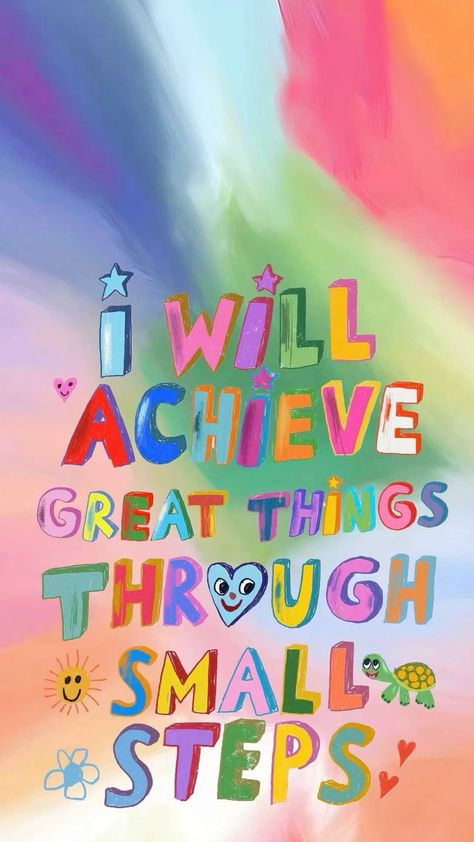 i WiLL
ACHiEVE
GREAT THiNGS
THROUGH
SMALL
STEPS